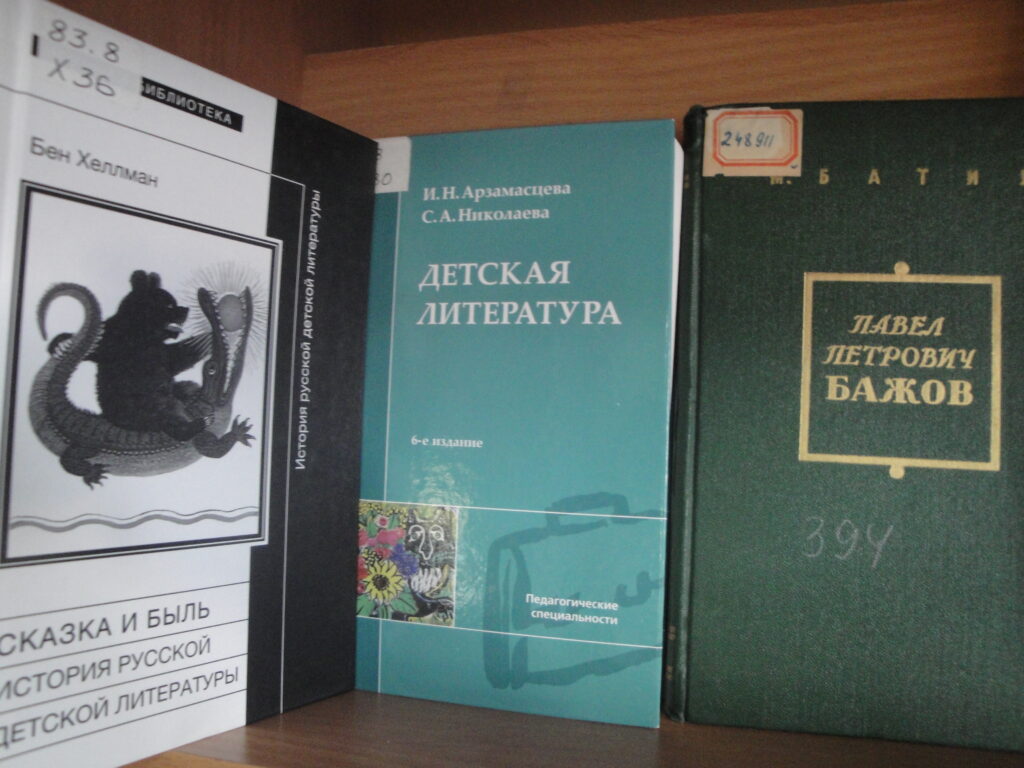 83.8
Х36
БИБЛИОТЕКА
Бен Хеллман
История русской детской литературы
СКАЗКА И БЫЛЬ
ИСТОРИЯ РУССКОЙ
ДЕТСКОЙ ЛИТЕРАТУРЫ
И. Н. Арзамасцева
С. А. Николаева
ДЕТСКАЯ
ЛИТЕРАТУРА
6-е издание
Педагогические
специальности
248911
М. БАТИ
ПАВЕЛ
ПЕТРОВИЧ
БАЖОВ
394